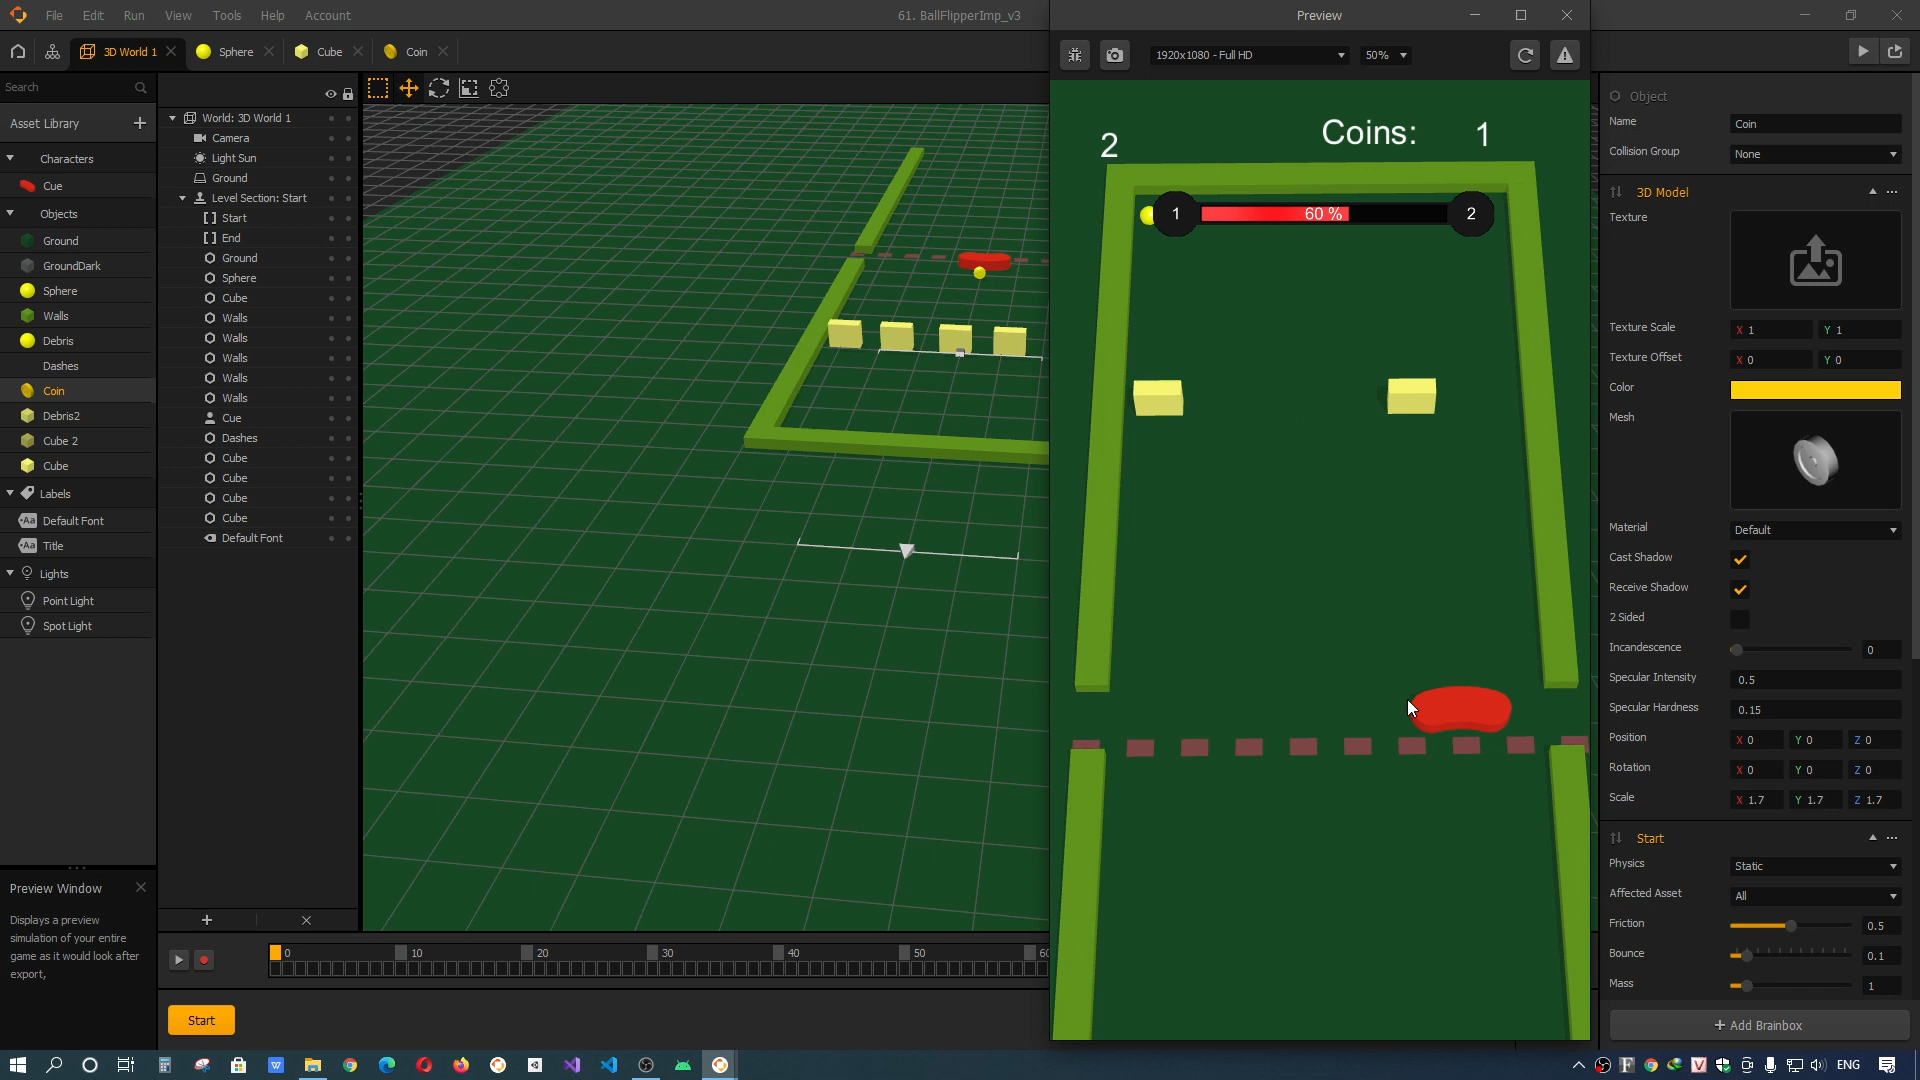 File Edit Run View Tools Help Account
61. BallFlipperImp_v3
Preview
3D World 1
Sphere
Cube
Coin
1920x1080 - Full HD
50%
Search
Asset Library
Characters
Cue
Objects
Ground
GroundDark
Sphere
Walls
Debris
Dashes
Coin
Debris2
Cube 2
Cube
Labels
Aa Default Font
Aa Title
Lights
Point Light
Spot Light
Preview Window
Displays a preview
simulation of your entire
game as it would look after
export,
World: 3D World 1
Camera
Light Sun
Ground
Level Section: Start
Start
End
Ground
Sphere
Cube
Walls
Walls
Walls
Walls
Walls
Cue
Dashes
Cube
Cube
Cube
Cube
Default Font
0 10 20 30 40 50 60
Start
2
Coins: 1
1 60 % 2
Object
Name Coin
Collision Group None
3D Model
Texture
Texture Scale X 1 Y 1
Texture Offset X 0 Y 0
Color
Mesh
Material Default
Cast Shadow
Receive Shadow
2 Sided
Incandescence 0
Specular Intensity 0.5
Specular Hardness 0.15
Position X 0 Y 0 Z 0
Rotation X 0 Y 0 Z 0
Scale X 1.7 Y 1.7 Z 1.7
Start
Physics Static
Affected Asset All
Friction 0.5
Bounce 0.1
Mass 1
+ Add Brainbox
ENG